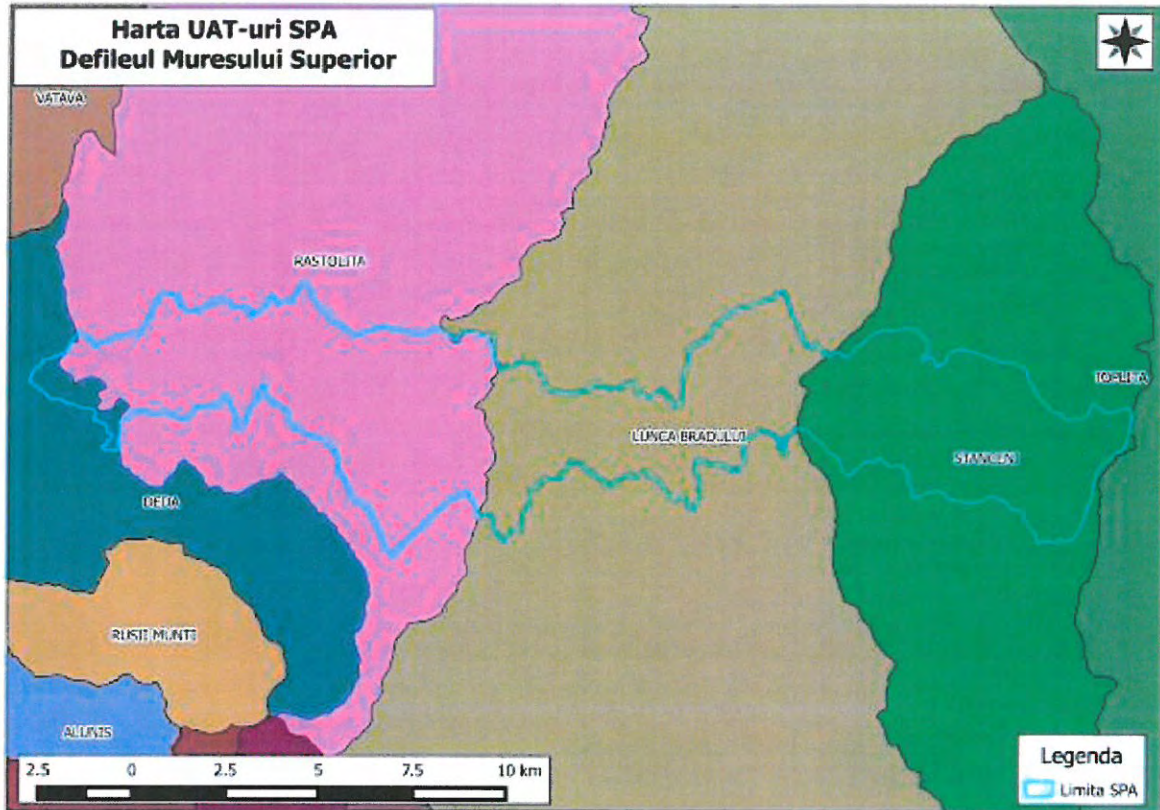 Harta UAT-uri SPA
Defileul Muresului Superior
VATAVA
RASTOLITA
TOPLITA
LUNCA BRADULUI
STANCENI
DEDA
RUSII MUNTI
ALUNIS
2.5 0 2.5 5 7.5 10 km
Legenda
Limita SPA